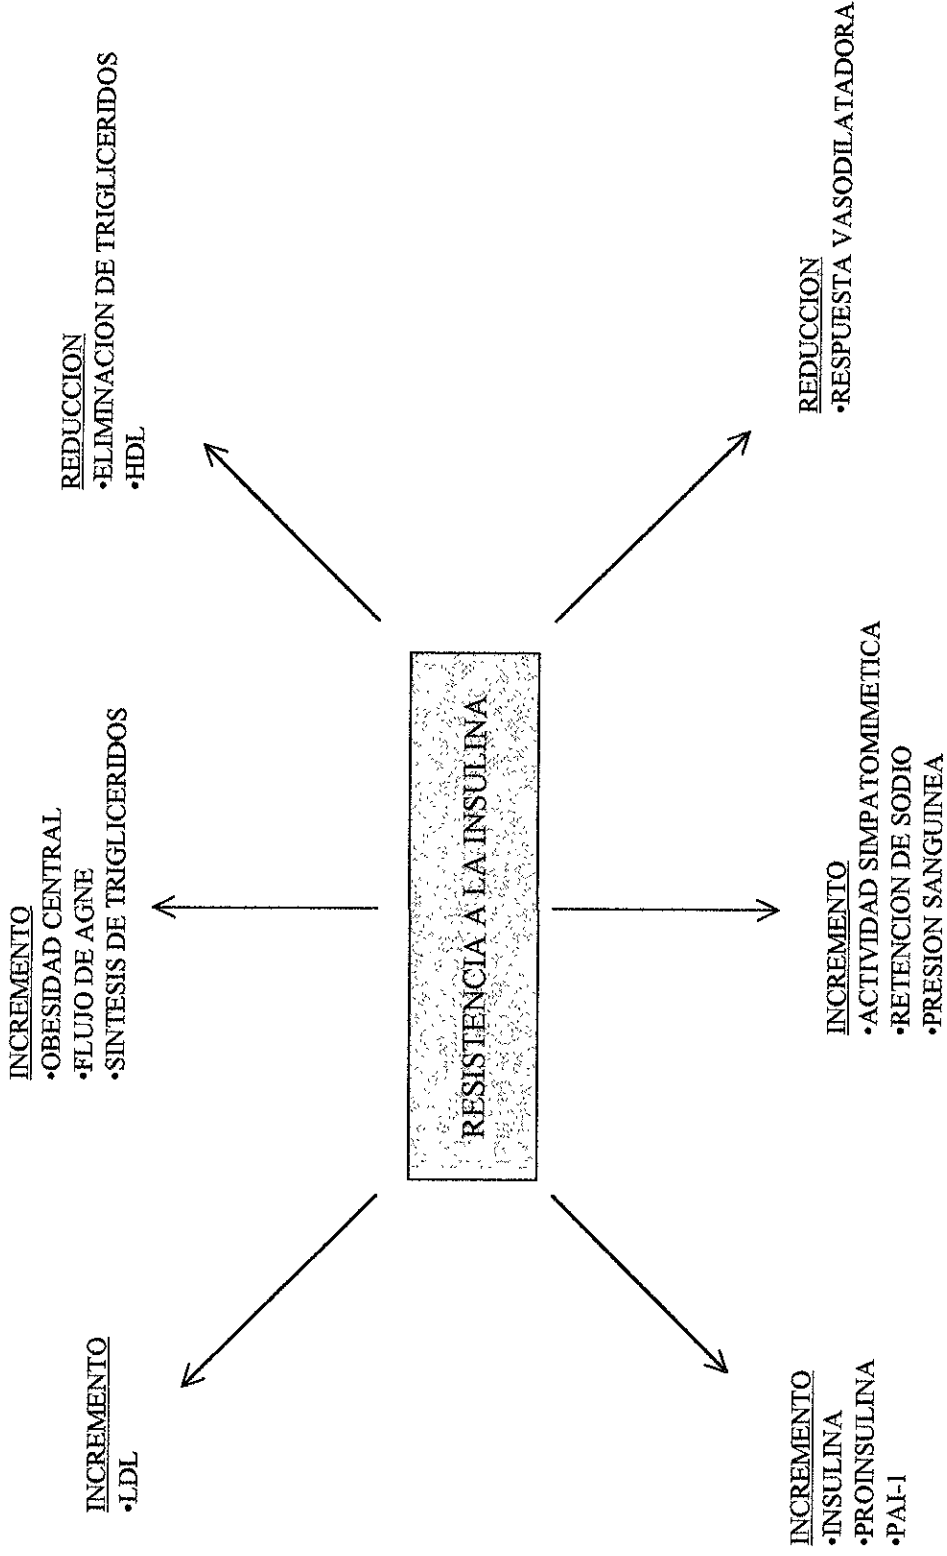 INCREMENTO
•LDL
INCREMENTO
•OBESIDAD CENTRAL
•FLUJO DE AGNE
•SINTESIS DE TRIGLICERIDOS
REDUCCION
•ELIMINACION DE TRIGLICERIDOS
•HDL
RESISTENCIA A LA INSULINA
INCREMENTO
•INSULINA
•PROINSULINA
•PAI-1
INCREMENTO
•ACTIVIDAD SIMPATOMIMETICA
•RETENCION DE SODIO
•PRESION SANGUINEA
REDUCCION
•RESPUESTA VASODILATADORA